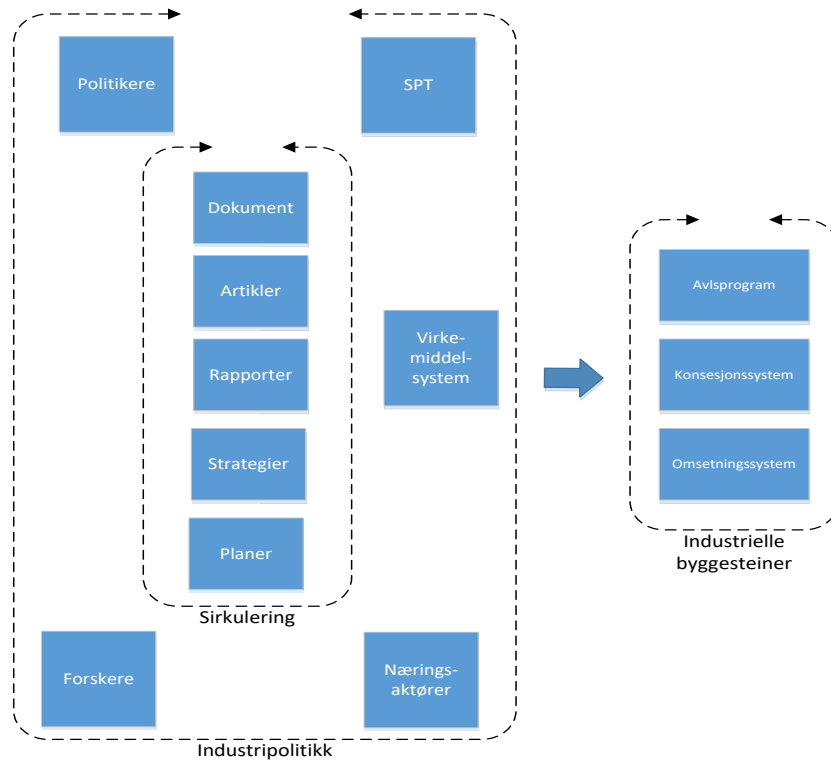 Politikere
SPT
Dokument
Artikler
Rapporter
Strategier
Planer
Sirkulering
Virke-
middel-
system
Forskere
Nærings-
aktører
Industripolitikk
Avlsprogram
Konsesjonssystem
Omsetningssystem
Industrielle
byggesteiner